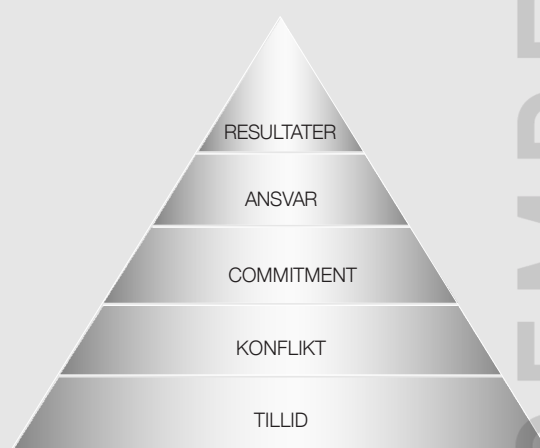 RESULTATER
ANSVAR
COMMITMENT
KONFLIKT
TILLID